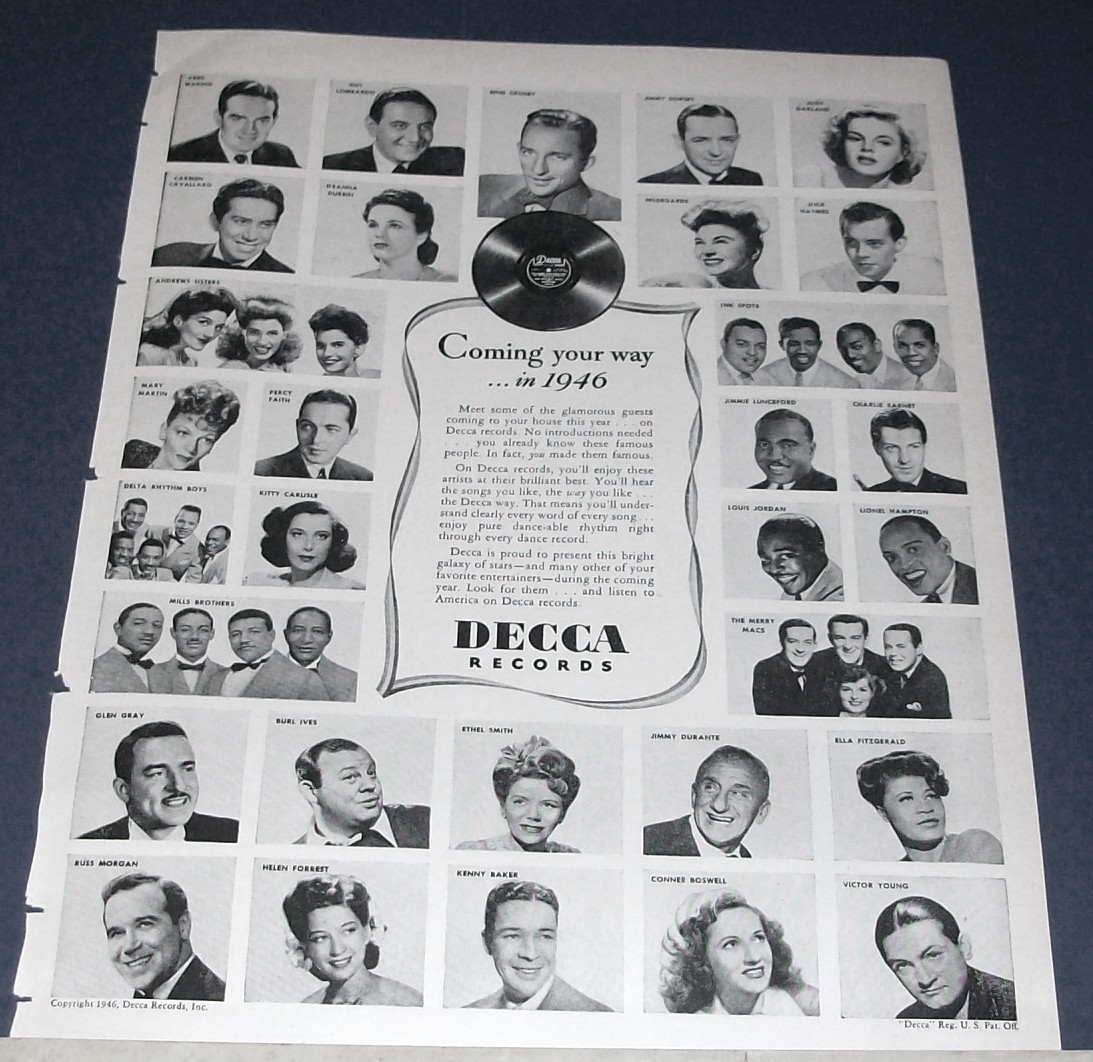 FRED
WARING
GUY
LOMBARDO
BING CROSBY
JIMMY DORSEY
JUDY
GARLAND
CARMEN
CAVALLARO
DEANNA
DURBIN
HILDEGARDE
DICK
HAYMES
Decca
ANDREWS SISTERS
INK SPOTS
Coming your way
...in 1946
MARY
MARTIN
PERCY
FAITH
JIMMIE LUNCEFORD
CHARLIE BARNET
Meet some of the glamorous guests
coming to your house this year . . . on
Decca records. No introductions needed
. . . you already know these famous
people. In fact, you made them famous.
On Decca records, you'll enjoy these
artists at their brilliant best. You'll hear
the songs you like, the way you like . . .
the Decca way. That means you'll under-
stand clearly every word of every song . . .
enjoy pure dance-able rhythm right
through every dance record.
Decca is proud to present this bright
galaxy of stars—and many other of your
favorite entertainers—during the coming
year. Look for them . . . and listen to
America on Decca records.
DELTA RHYTHM BOYS
KITTY CARLISLE
LOUIS JORDAN
LIONEL HAMPTON
MILLS BROTHERS
THE MERRY
MACS
DECCA
RECORDS
GLEN GRAY
BURL IVES
ETHEL SMITH
JIMMY DURANTE
ELLA FITZGERALD
RUSS MORGAN
HELEN FORREST
KENNY BAKER
CONNEE BOSWELL
VICTOR YOUNG
Copyright 1946, Decca Records, Inc.
"Decca" Reg. U. S. Pat. Off.